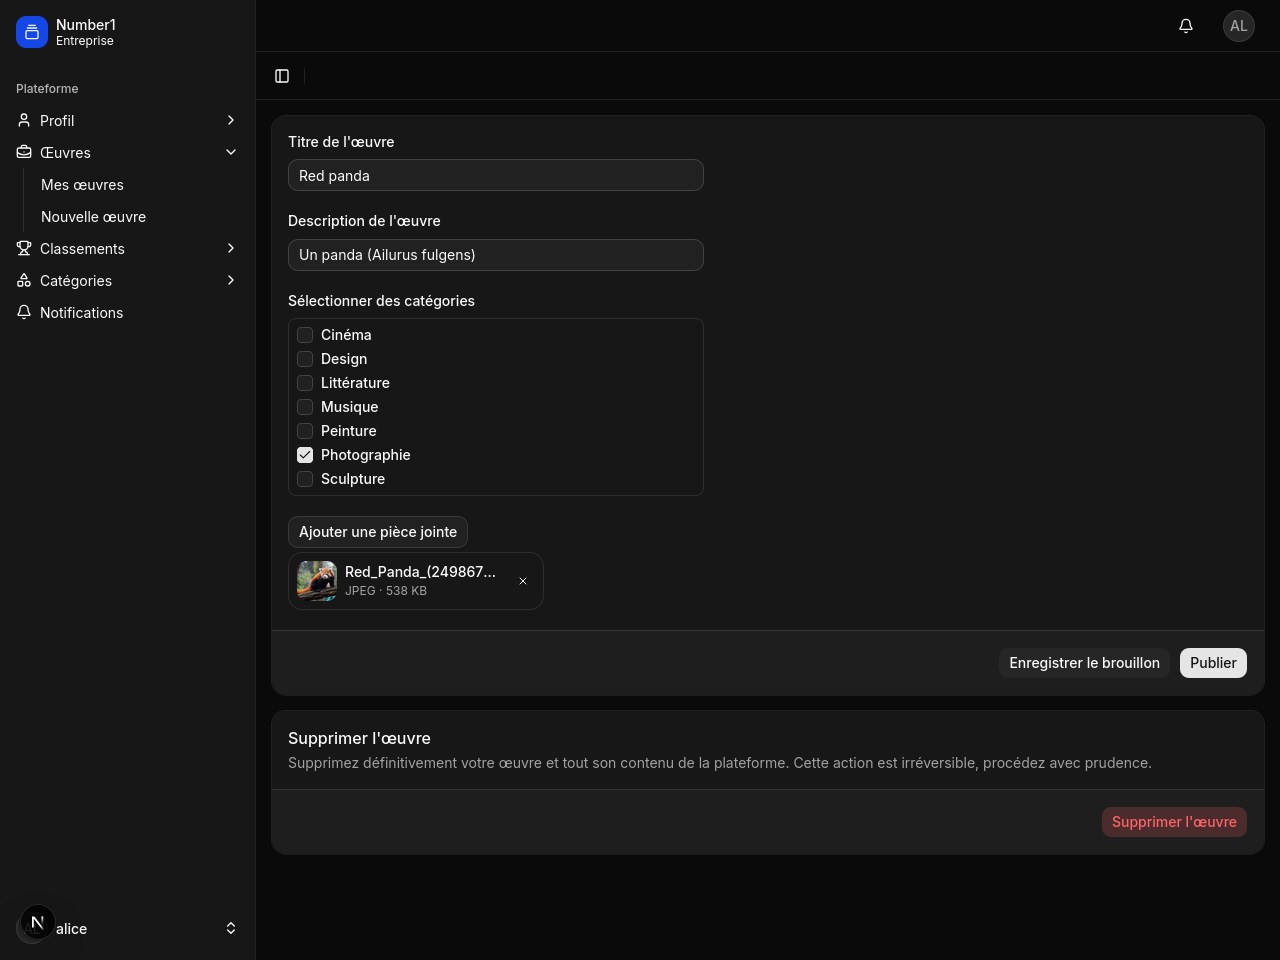 Number1
Entreprise
AL
Plateforme
Profil
Œuvres
Mes œuvres
Nouvelle œuvre
Classements
Catégories
Notifications
Titre de l'œuvre
Red panda
Description de l'œuvre
Un panda (Ailurus fulgens)
Sélectionner des catégories
Cinéma
Design
Littérature
Musique
Peinture
Photographie
Sculpture
Ajouter une pièce jointe
Red_Panda_(249867...
JPEG · 538 KB
Enregistrer le brouillon
Publier
Supprimer l'œuvre
Supprimez définitivement votre œuvre et tout son contenu de la plateforme. Cette action est irréversible, procédez avec prudence.
Supprimer l'œuvre
N
alice